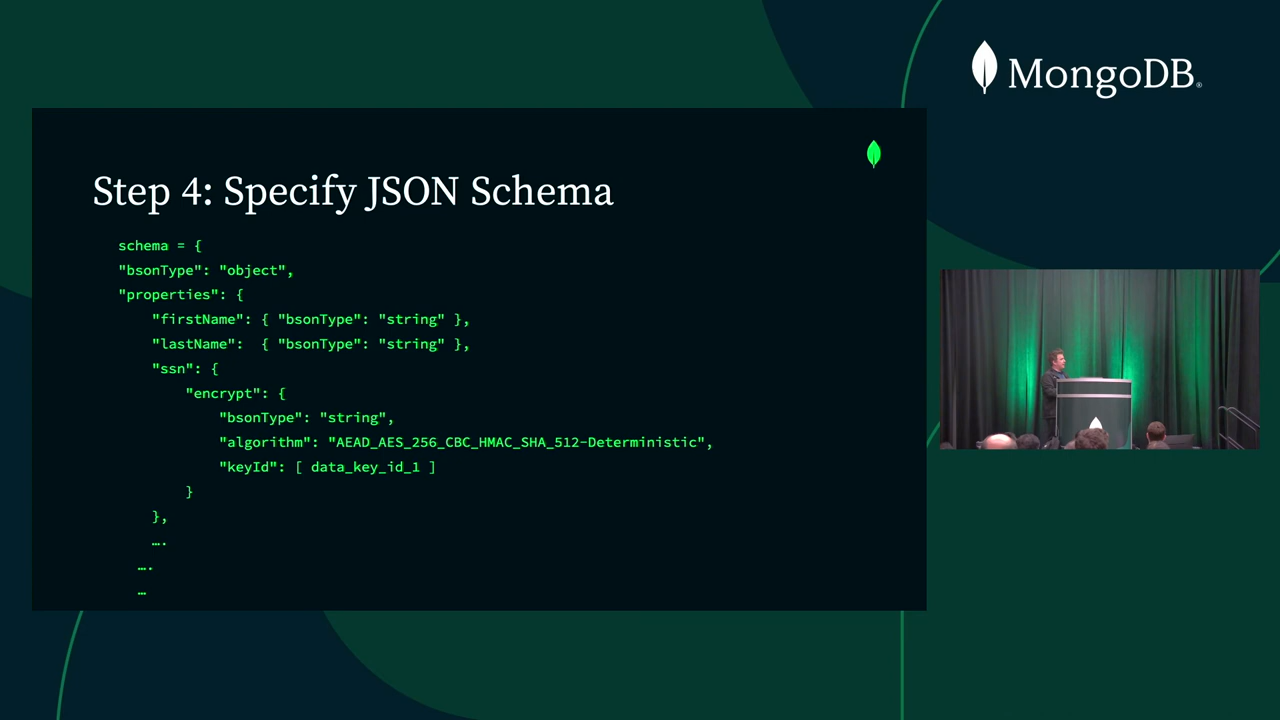 MongoDB®
Step 4: Specify JSON Schema
schema = {
"bsonType": "object",
"properties": {
    "firstName": { "bsonType": "string" },
    "lastName":  { "bsonType": "string" },
    "ssn": {
        "encrypt": {
            "bsonType": "string",
            "algorithm": "AEAD_AES_256_CBC_HMAC_SHA_512-Deterministic",
            "keyId": [ data_key_id_1 ]
        }
    },
    ….
  ….
  …